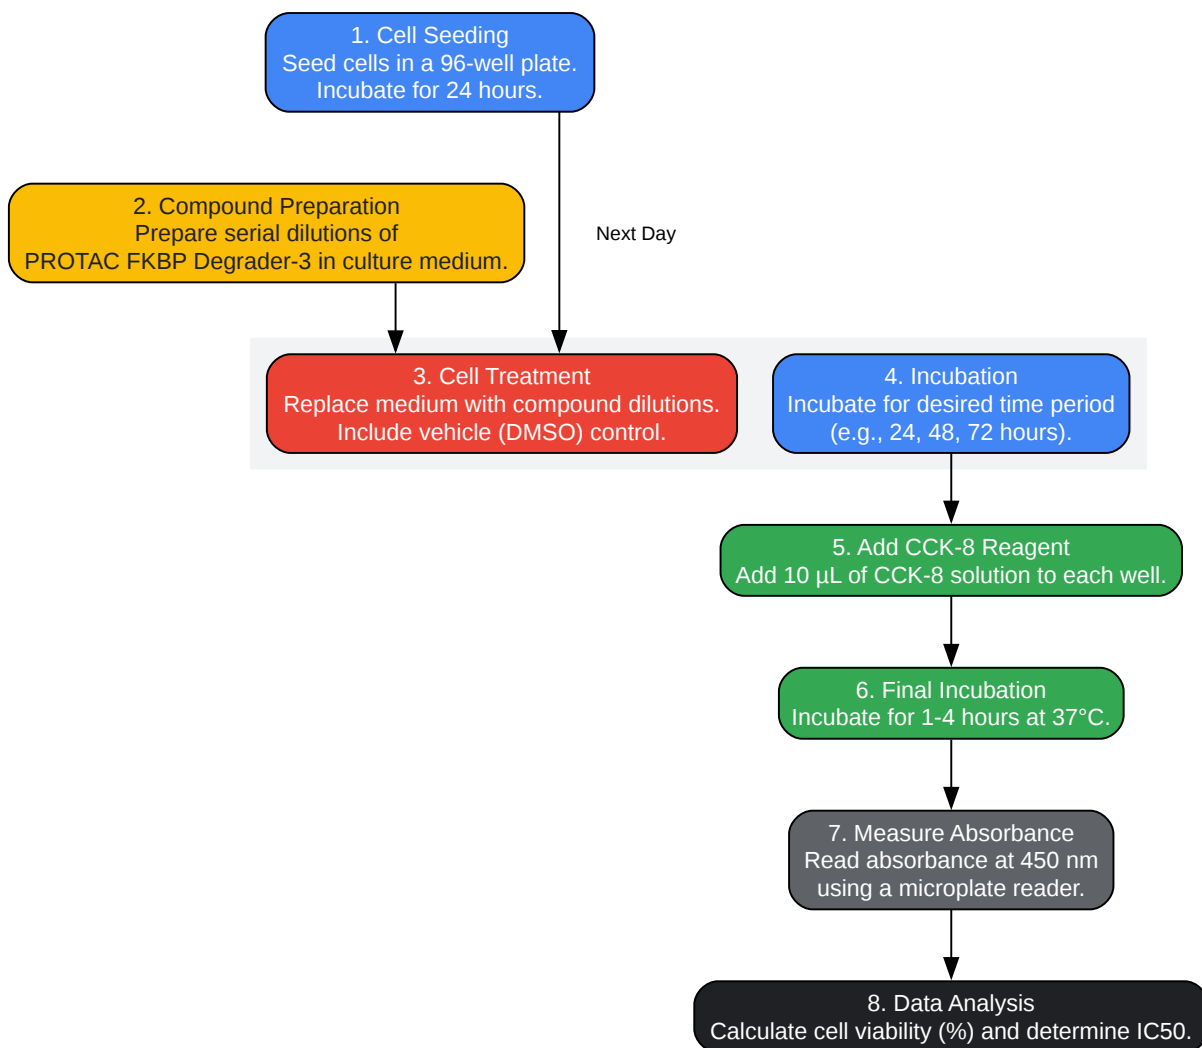 1. Cell Seeding
Seed cells in a 96-well plate.
Incubate for 24 hours.
2. Compound Preparation
Prepare serial dilutions of
PROTAC FKBP Degrader-3 in culture medium.
Next Day
3. Cell Treatment
Replace medium with compound dilutions.
Include vehicle (DMSO) control.
4. Incubation
Incubate for desired time period
(e.g., 24, 48, 72 hours).
5. Add CCK-8 Reagent
Add 10 µL of CCK-8 solution to each well.
6. Final Incubation
Incubate for 1-4 hours at 37°C.
7. Measure Absorbance
Read absorbance at 450 nm
using a microplate reader.
8. Data Analysis
Calculate cell viability (%) and determine IC50.